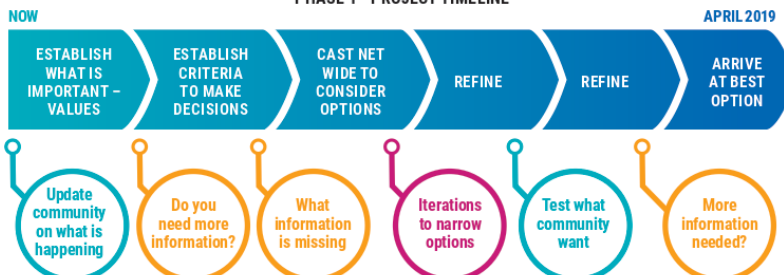 PHASE 1 - PROJECT TIMELINE
NOW
APRIL 2019
ESTABLISH
WHAT IS
IMPORTANT –
VALUES
ESTABLISH
CRITERIA
TO MAKE
DECISIONS
CAST NET
WIDE TO
CONSIDER
OPTIONS
REFINE
REFINE
ARRIVE
AT BEST
OPTION
Update
community
on what is
happening
Do you
need more
information?
What
information
is missing
Iterations
to narrow
options
Test what
community
want
More
information
needed?